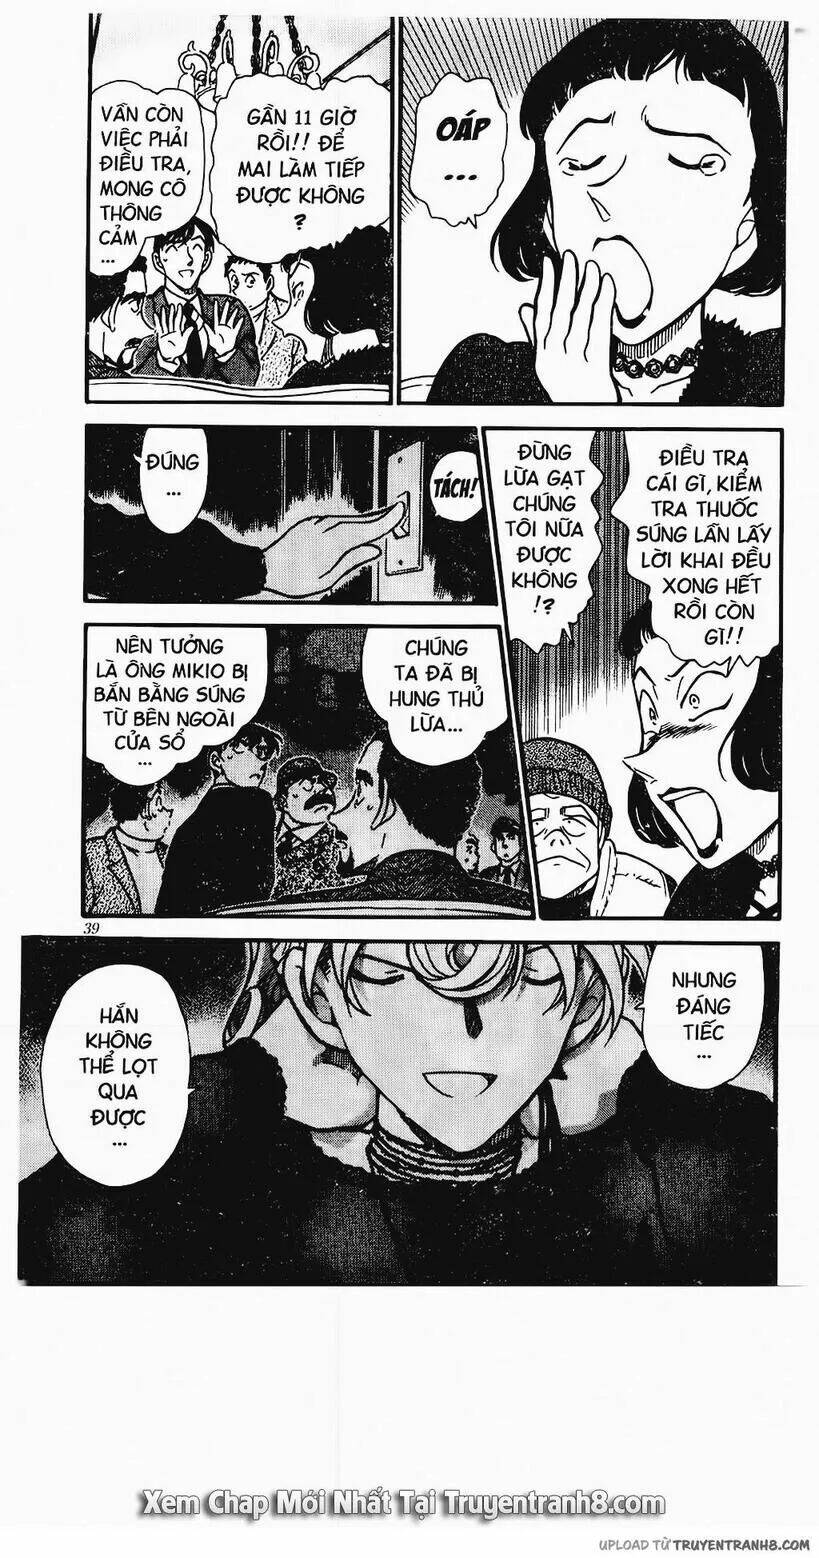 OÁP
...
GẦN 11 GIỜ
RỒI!! ĐỂ
MAI LÀM TIẾP
ĐƯỢC KHÔNG
?
VẪN CÒN
VIỆC PHẢI
ĐIỀU TRA,
MONG CÔ
THÔNG
CẢM
...
ĐIỀU TRA
CÁI GÌ, KIỂM
TRA THUỐC
SÚNG LẪN LẤY
LỜI KHAI ĐỀU
XONG HẾT
RỒI CÒN
GÌ!!
ĐỪNG
LỪA GẠT
CHÚNG
TÔI NỮA
ĐƯỢC
KHÔNG
!?
TÁCH!
ĐÚNG
...
CHÚNG
TA ĐÃ BỊ
HUNG THỦ
LỪA...
NÊN TƯỞNG
LÀ ÔNG MIKIO BỊ
BẮN BẰNG SÚNG
TỪ BÊN NGOÀI
CỬA SỔ
...
39
NHƯNG
ĐÁNG
TIẾC
...
HẮN
KHÔNG
THỂ LỌT
QUA
ĐƯỢC
...
Xem Chap Mới Nhất Tại Truyentranh8.com
UPLOAD TỪ TRUYENTRANH8.COM